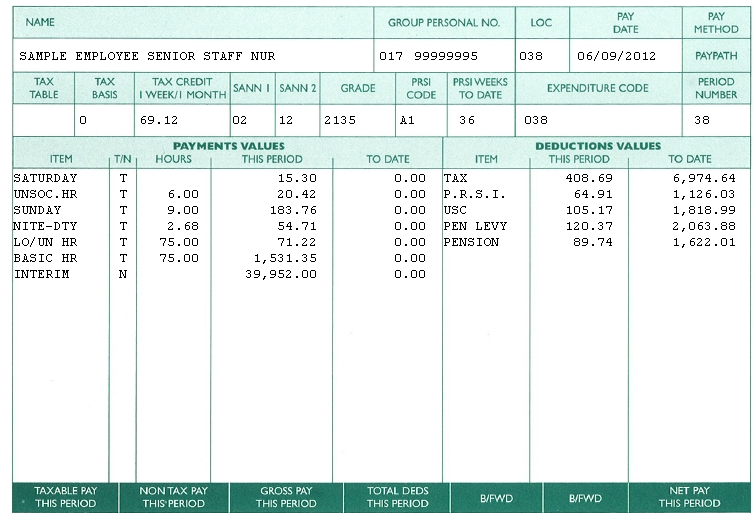 NAME GROUP PERSONAL NO. LOC PAY DATE PAY METHOD
SAMPLE EMPLOYEE SENIOR STAFF NUR 017 99999995 038 06/09/2012 PAYPATH
TAX TABLE TAX BASIS TAX CREDIT 1 WEEK/1 MONTH SANN 1 SANN 2 GRADE PRSI CODE PRSI WEEKS TO DATE EXPENDITURE CODE PERIOD NUMBER
0 69.12 02 12 2135 A1 36 038 38
PAYMENTS VALUES DEDUCTIONS VALUES
ITEM T/N HOURS THIS PERIOD TO DATE ITEM THIS PERIOD TO DATE
SATURDAY T 15.30 0.00 TAX 408.69 6,974.64
UNSOC.HR T 6.00 20.42 0.00 P.R.S.I. 64.91 1,126.03
SUNDAY T 9.00 183.76 0.00 USC 105.17 1,818.99
NITE-DTY T 2.68 54.71 0.00 PEN LEVY 120.37 2,063.88
LO/UN HR T 75.00 71.22 0.00 PENSION 89.74 1,622.01
BASIC HR T 75.00 1,531.35 0.00
INTERIM N 39,952.00 0.00
TAXABLE PAY THIS PERIOD NON TAX PAY THIS PERIOD GROSS PAY THIS PERIOD TOTAL DEDS THIS PERIOD B/FWD B/FWD NET PAY THIS PERIOD